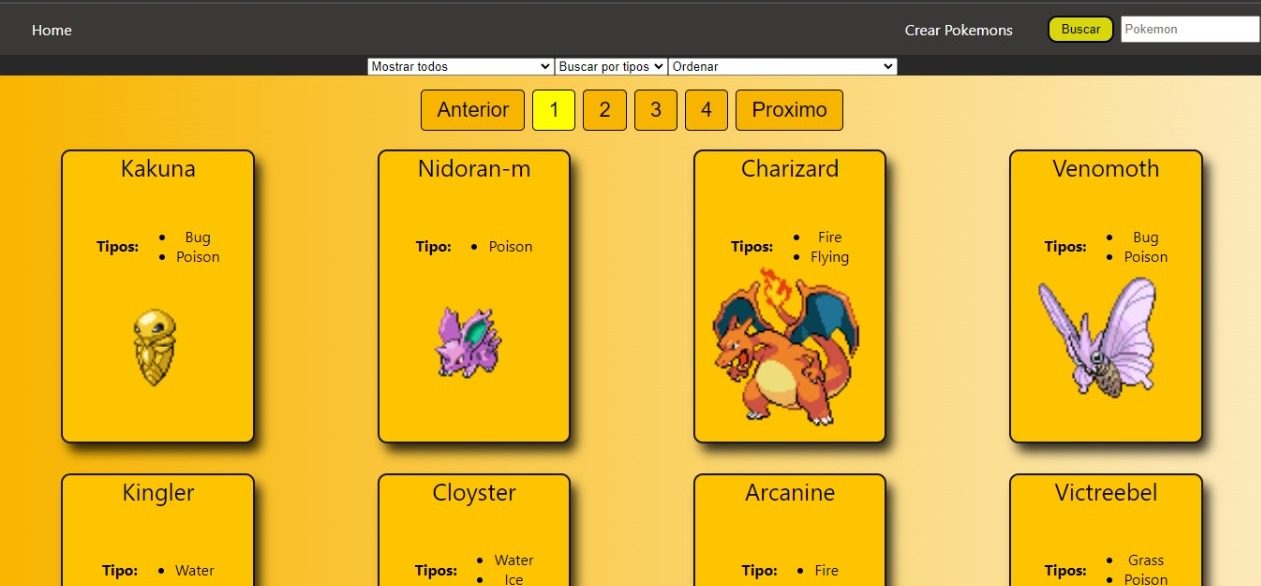 Home Crear Pokemons Buscar Pokemon
Mostrar todos Buscar por tipos Ordenar
Anterior 1 2 3 4 Proximo
Kakuna
Tipos:
Bug
Poison
Nidoran-m
Tipo:
Poison
Charizard
Tipos:
Fire
Flying
Venomoth
Tipos:
Bug
Poison
Kingler
Tipo:
Water
Cloyster
Tipos:
Water
Ice
Arcanine
Tipo:
Fire
Victreebel
Tipos:
Grass
Poison